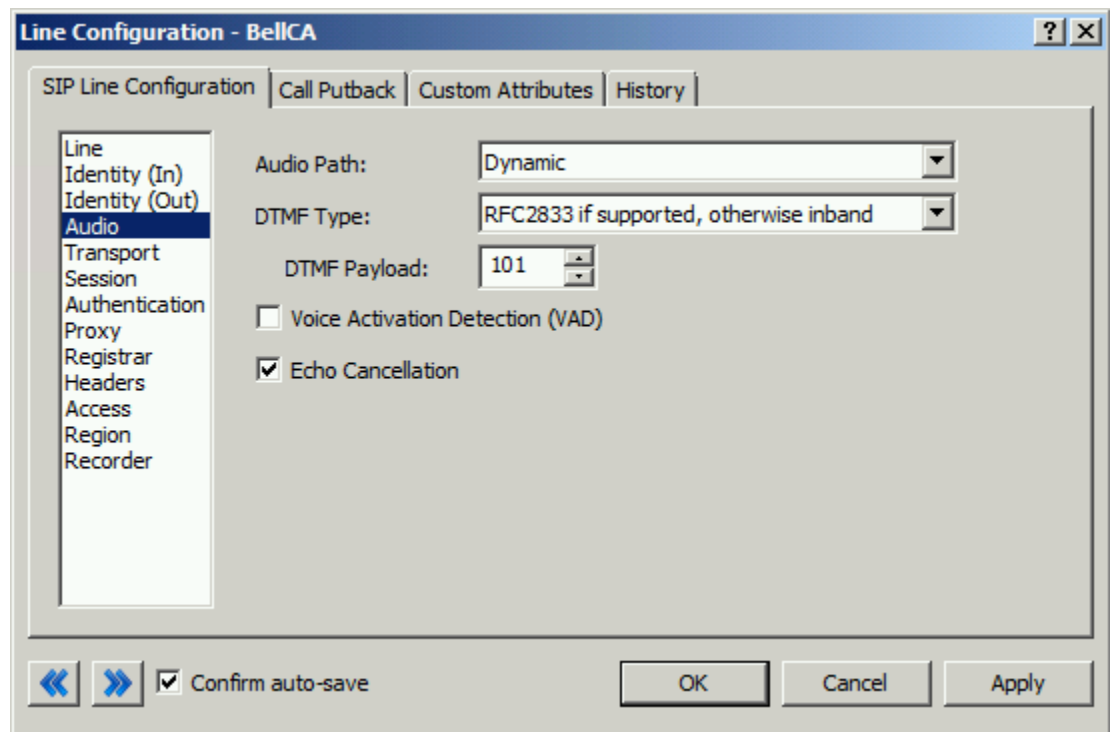 Line Configuration - BellCA
SIP Line Configuration
Call Putback
Custom Attributes
History
Line
Identity (In)
Identity (Out)
Audio
Transport
Session
Authentication
Proxy
Registrar
Headers
Access
Region
Recorder
Audio Path:
Dynamic
DTMF Type:
RFC2833 if supported, otherwise inband
DTMF Payload:
101
Voice Activation Detection (VAD)
Echo Cancellation
Confirm auto-save
OK
Cancel
Apply